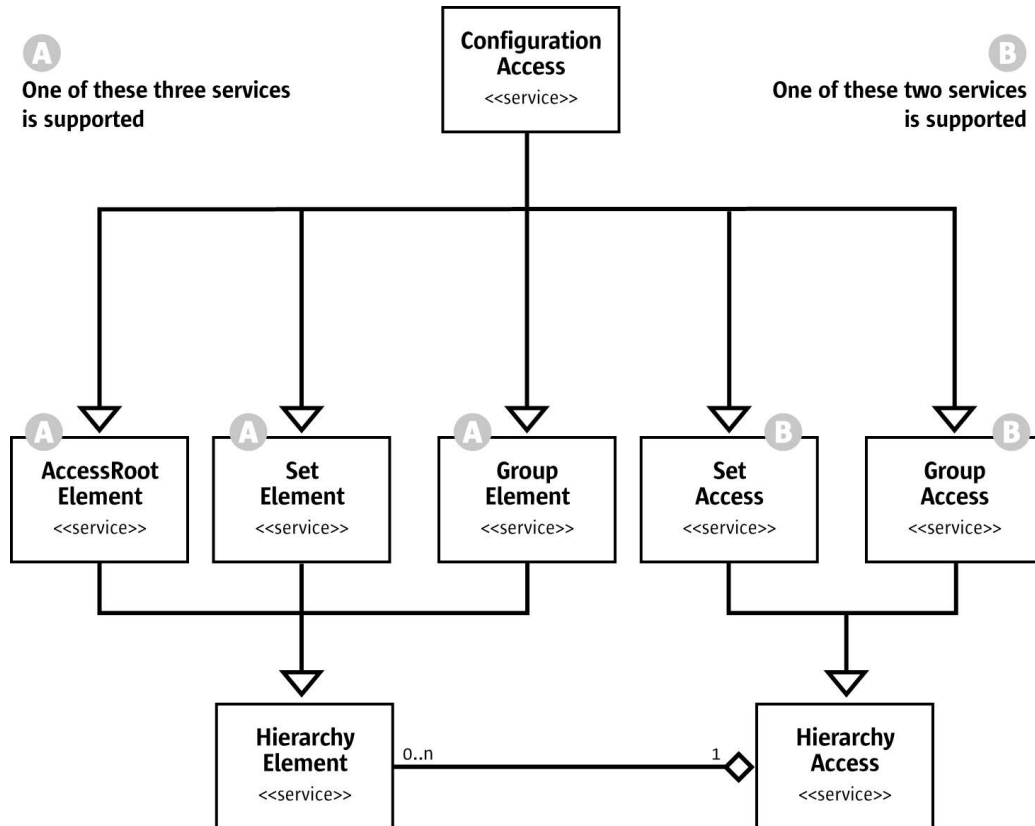 A
One of these three services
is supported
Configuration
Access
<<service>>
B
One of these two services
is supported
A
AccessRoot
Element
<<service>>
A
Set
Element
<<service>>
A
Group
Element
<<service>>
B
Set
Access
<<service>>
B
Group
Access
<<service>>
Hierarchy
Element
<<service>>
0..n
1
Hierarchy
Access
<<service>>